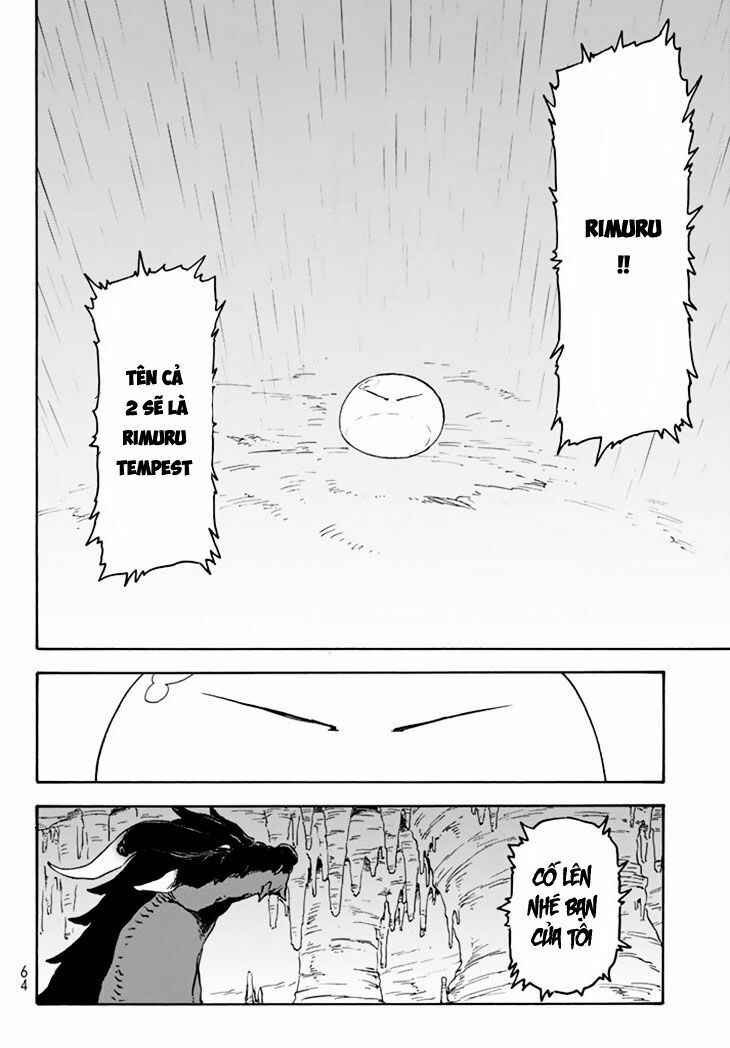 RIMURU
!!
TÊN CẢ
2 SẼ LÀ
RIMURU
TEMPEST
CỐ LÊN
NHÉ BẠN
CỦA TÔI
64